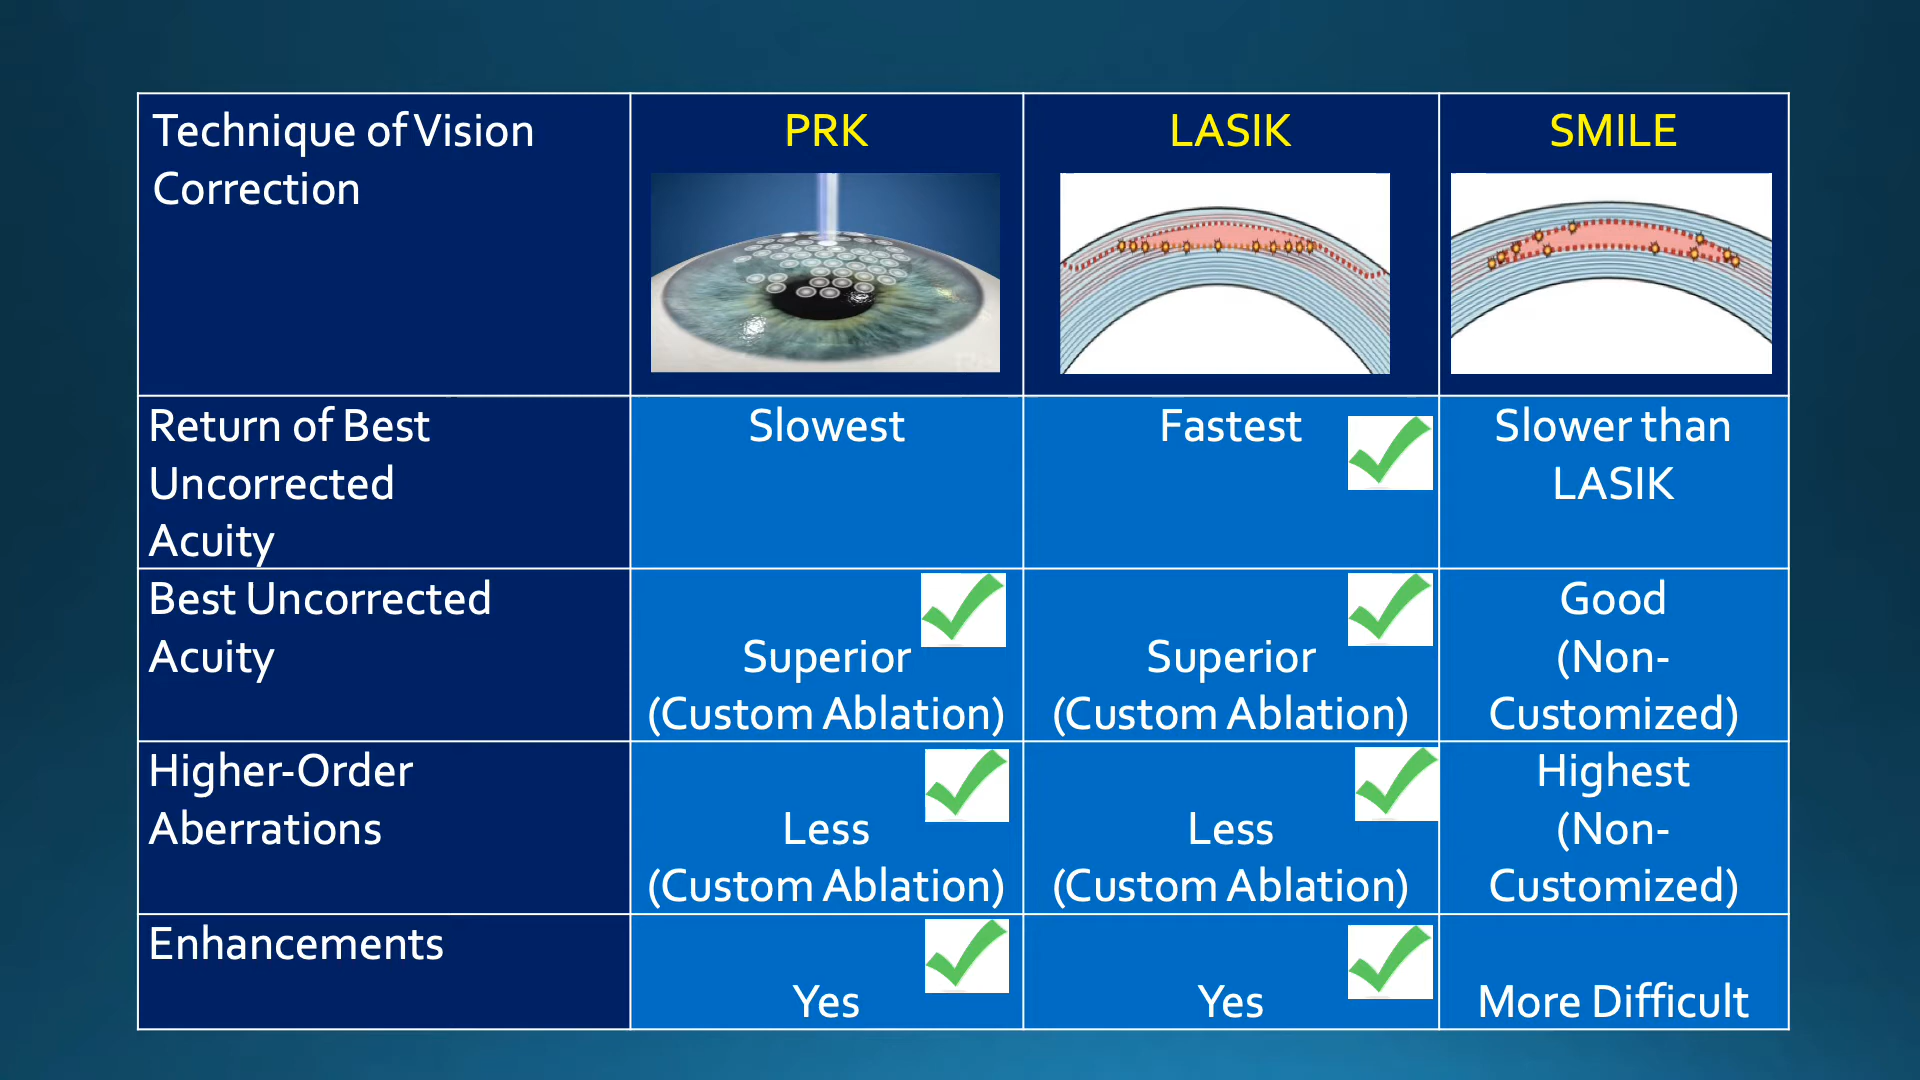 Technique of Vision
Correction
PRK
LASIK
SMILE
Return of Best
Uncorrected
Acuity
Slowest
Fastest
Slower than
LASIK
Best Uncorrected
Acuity
Superior
(Custom Ablation)
Superior
(Custom Ablation)
Good
(Non-
Customized)
Higher-Order
Aberrations
Less
(Custom Ablation)
Less
(Custom Ablation)
Highest
(Non-
Customized)
Enhancements
Yes
Yes
More Difficult